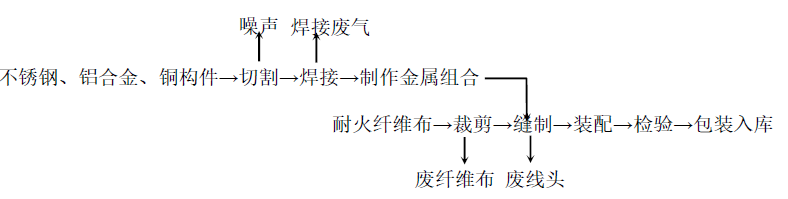 噪声 焊接废气
不锈钢、铝合金、铜构件→切割→焊接→制作金属组合
耐火纤维布→裁剪→缝制→装配→检验→包装入库
废纤维布 废线头